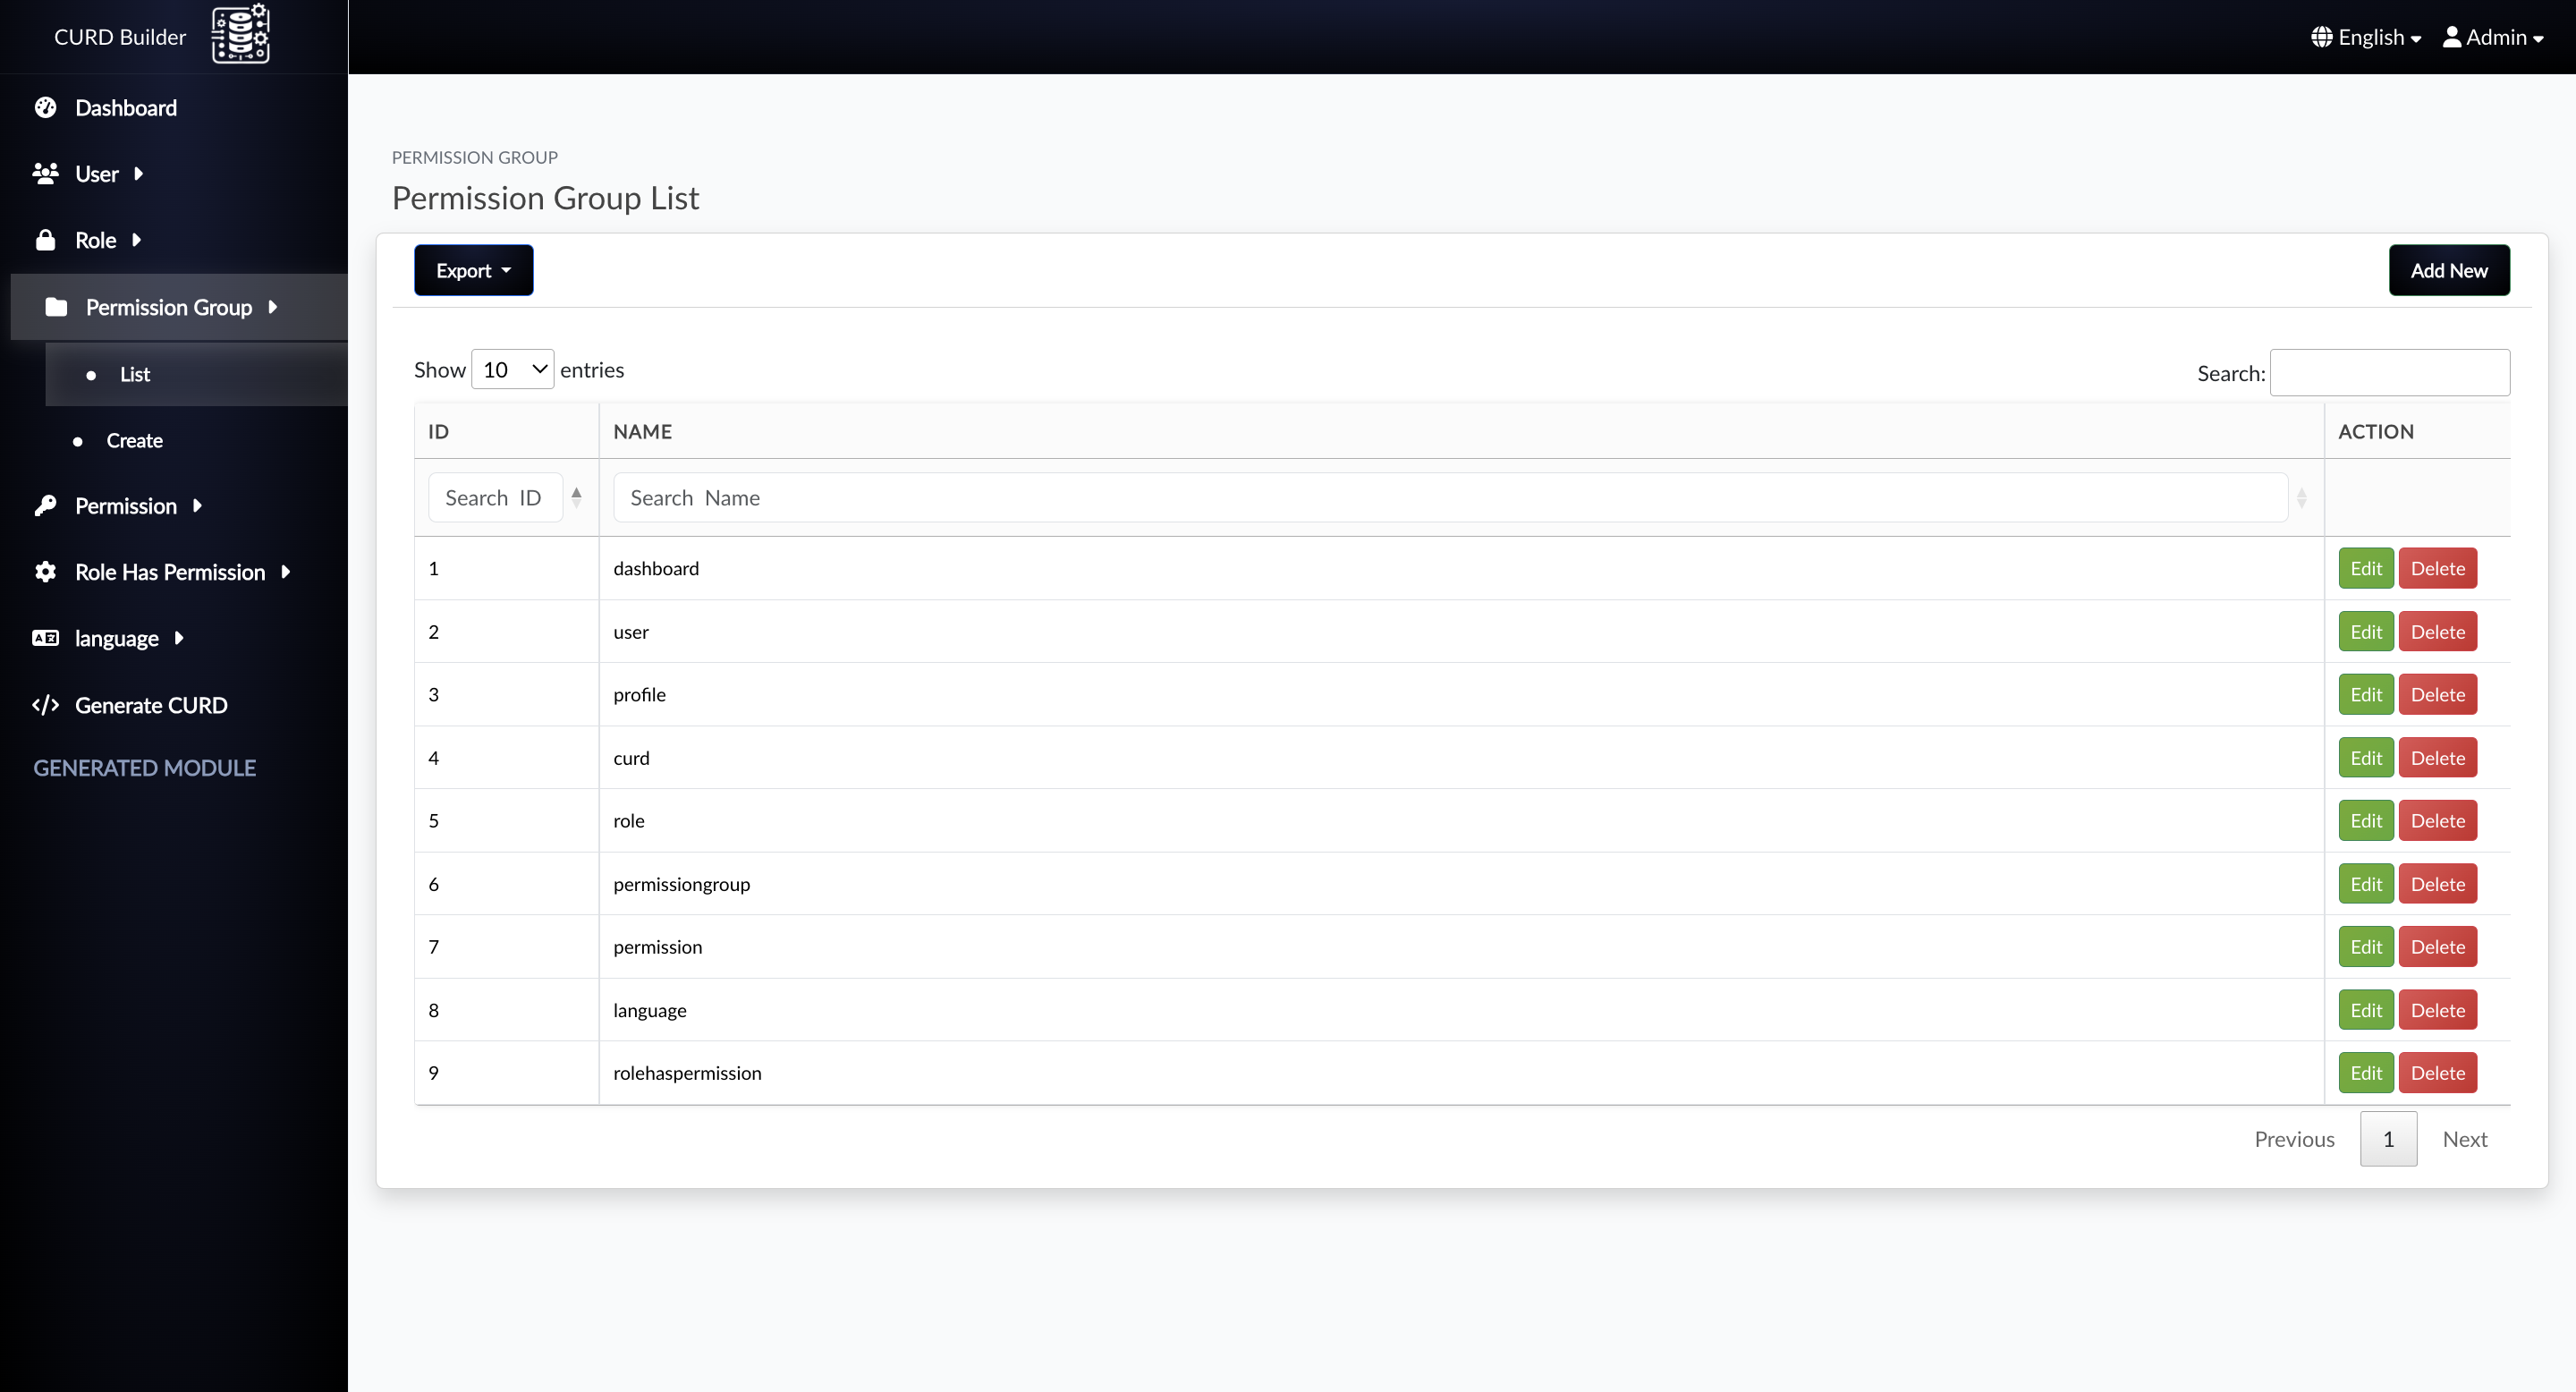 CURD Builder
English
Admin
Dashboard
User
Role
Permission Group
List
Create
Permission
Role Has Permission
language
Generate CURD
GENERATED MODULE
PERMISSION GROUP
Permission Group List
Export
Add New
Show 10 entries
Search:
ID NAME ACTION
Search ID Search Name
1 dashboard Edit Delete
2 user Edit Delete
3 profile Edit Delete
4 curd Edit Delete
5 role Edit Delete
6 permissiongroup Edit Delete
7 permission Edit Delete
8 language Edit Delete
9 rolehaspermission Edit Delete
Previous 1 Next